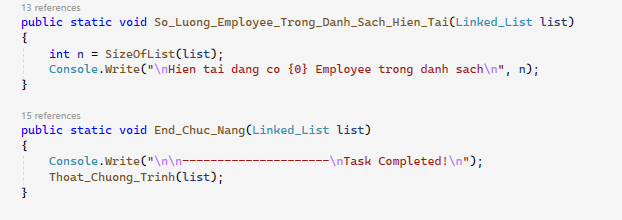 13 references
public static void So_Luong_Employee_Trong_Danh_Sach_Hien_Tai(Linked_List list)
{
    int n = SizeOfList(list);
    Console.Write("\nHien tai dang co {0} Employee trong danh sach\n", n);
}
15 references
public static void End_Chuc_Nang(Linked_List list)
{
    Console.Write("\n\n---------------------\nTask Completed!\n");
    Thoat_Chuong_Trinh(list);
}